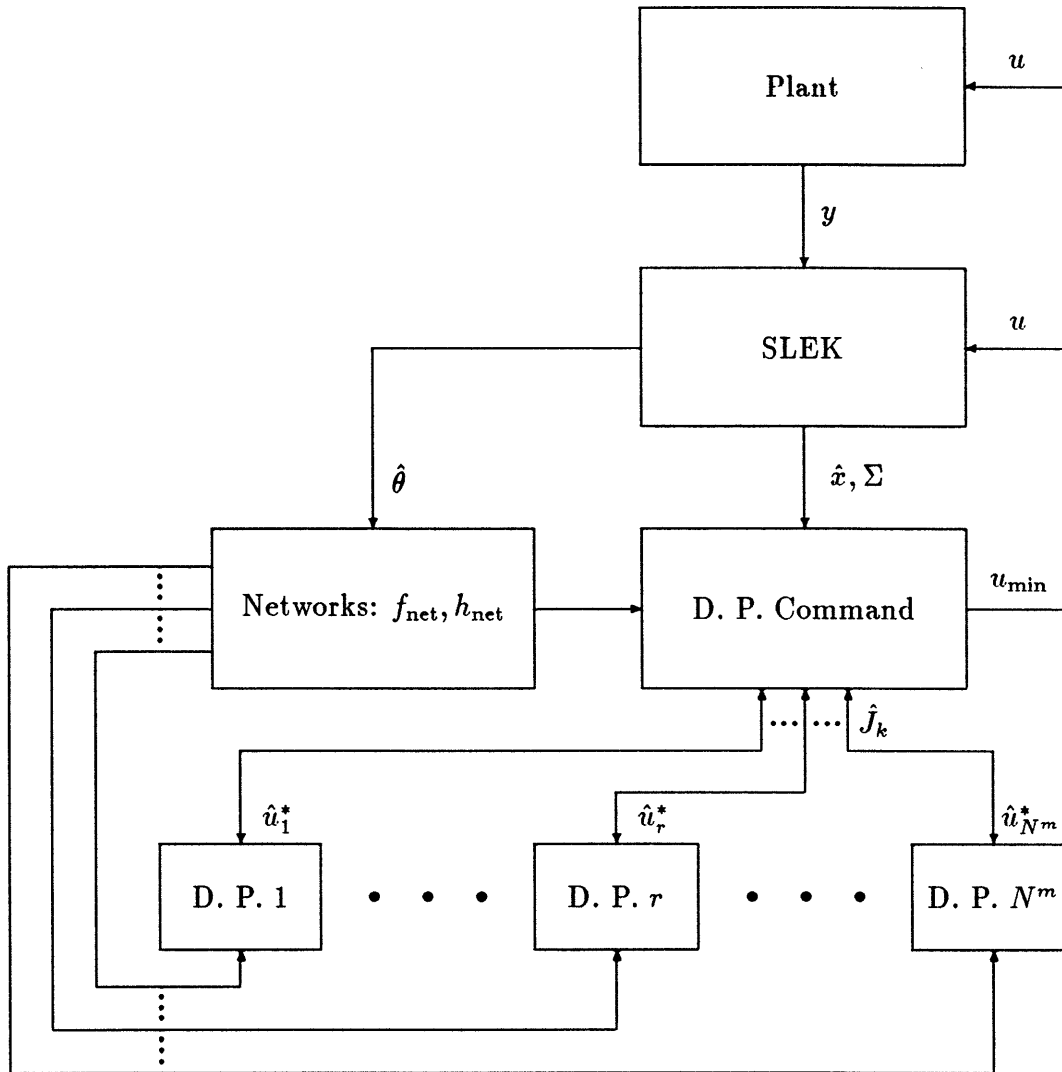 Plant
u
y
SLEK
u
θ̂
x̂, Σ
Networks: f_net, h_net
D. P. Command
u_min
Ĵ_k
û*_1
û*_r
û*_{N^m}
D. P. 1
D. P. r
D. P. N^m